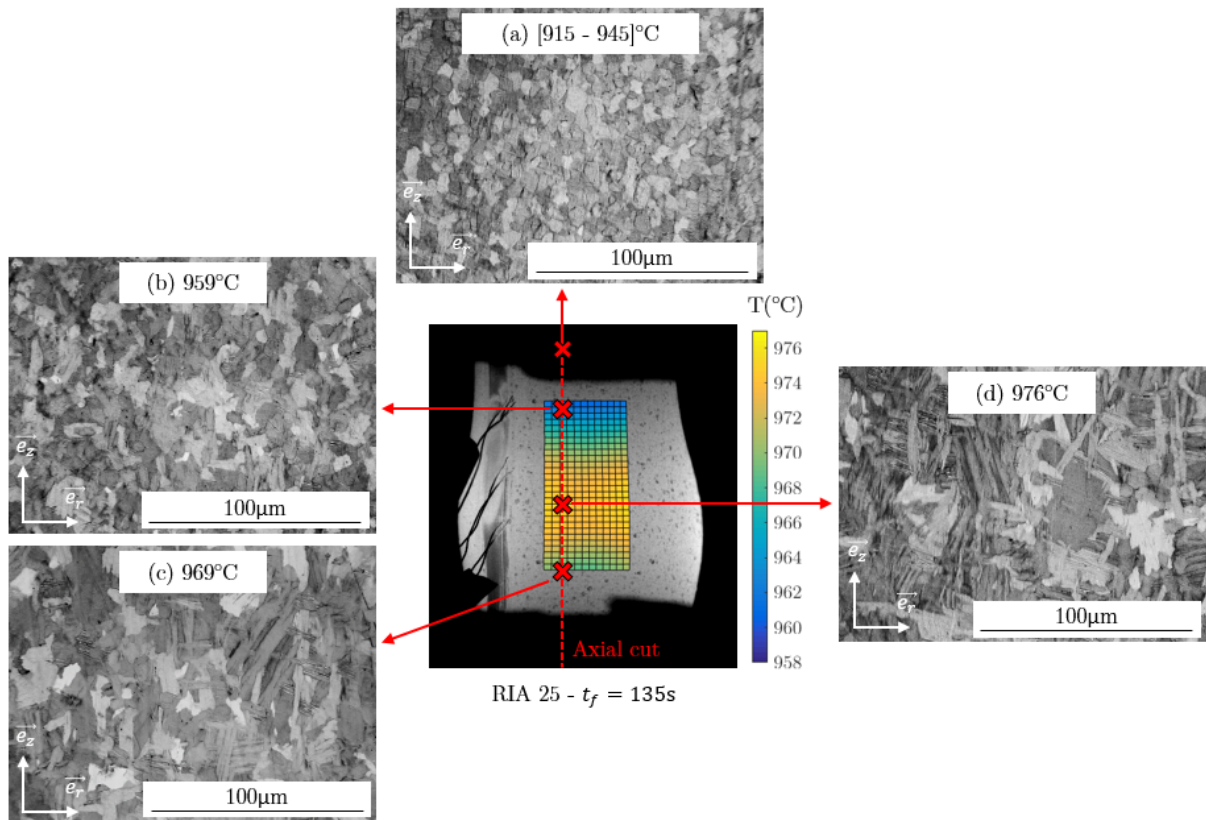 (a) [915 - 945]°C
e_z
e_r
100µm
(b) 959°C
e_z
e_r
100µm
T(°C)
976
974
972
970
968
966
964
962
960
958
(d) 976°C
e_z
e_r
100µm
(c) 969°C
e_z
e_r
100µm
Axial cut
RIA 25 - t_f = 135s